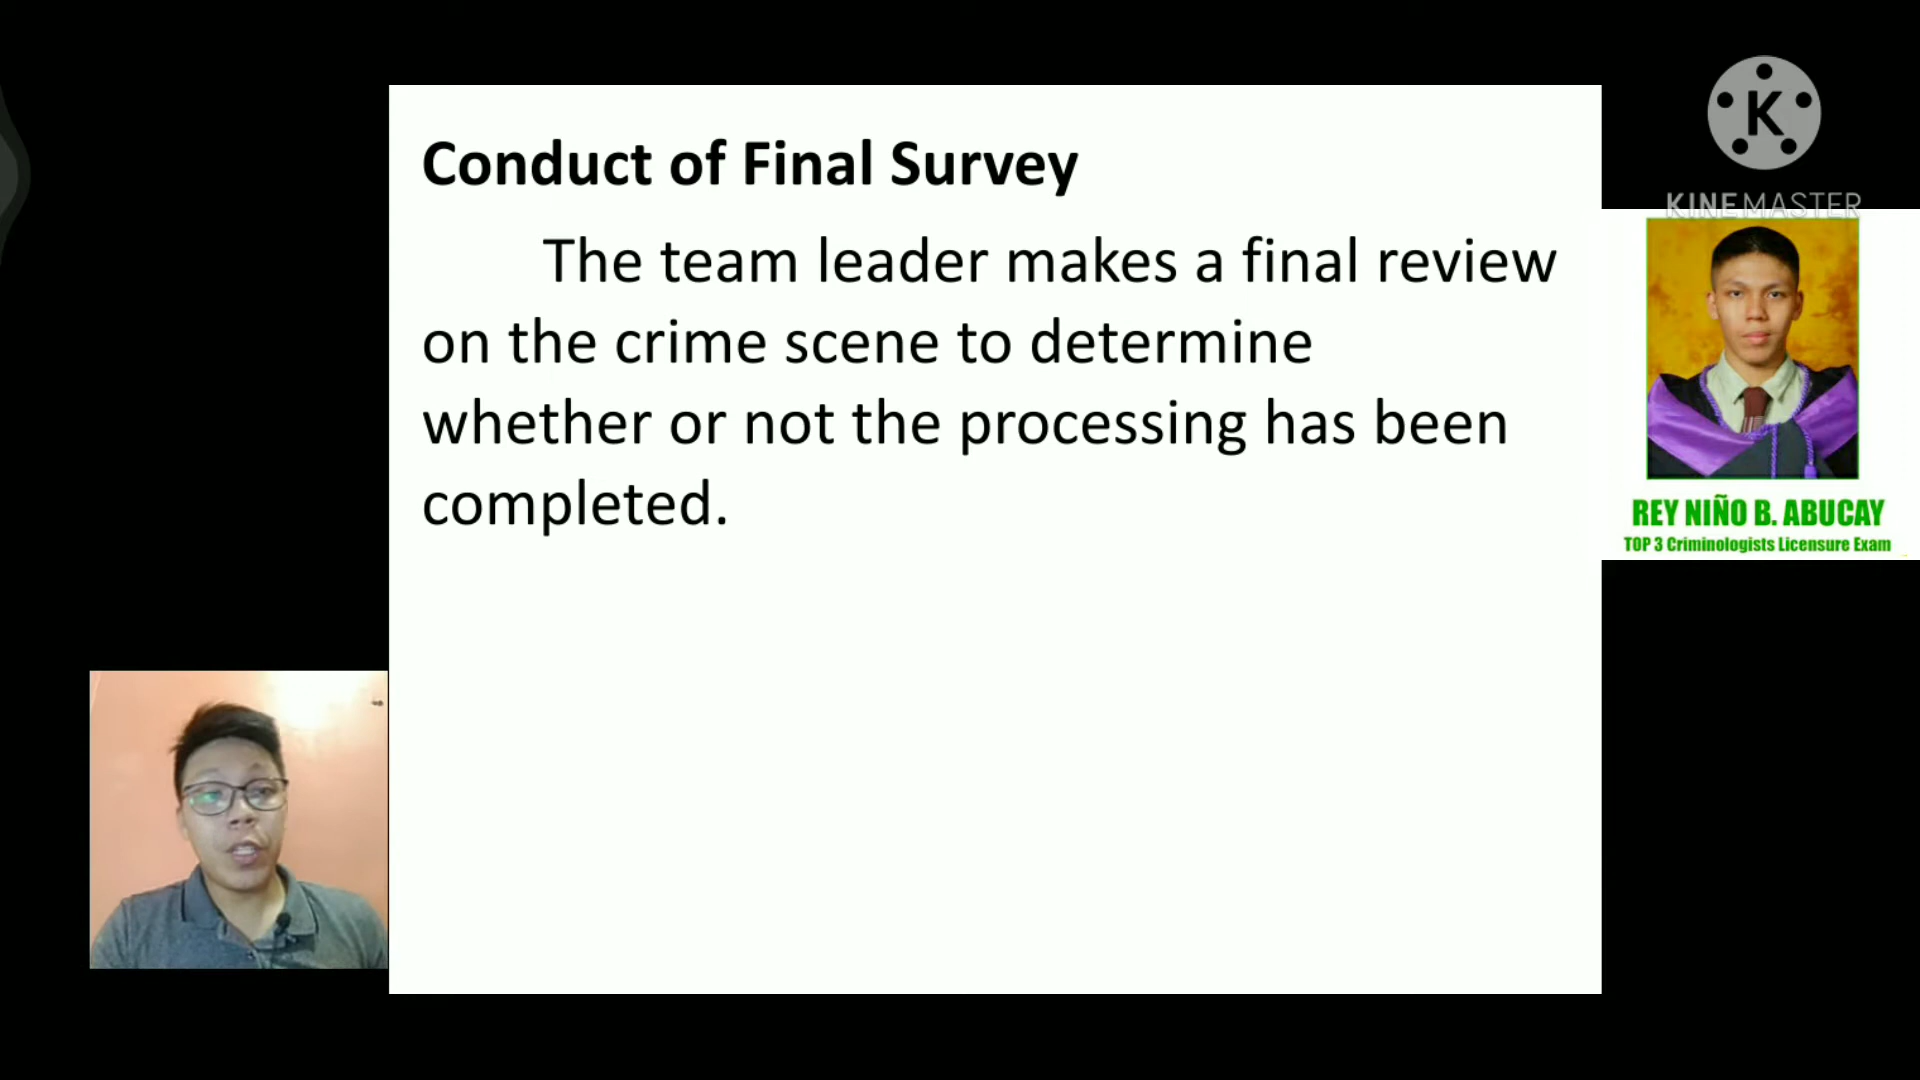 Conduct of Final Survey
The team leader makes a final review
on the crime scene to determine
whether or not the processing has been
completed.
K
KINEMASTER
REY NIÑO B. ABUCAY
TOP 3 Criminologists Licensure Exam